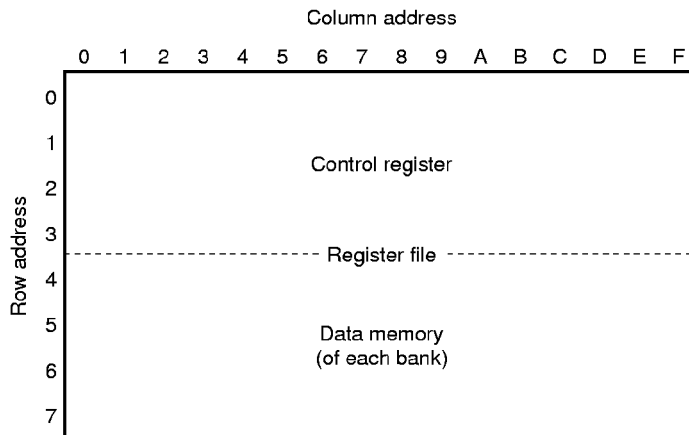 Column address
0 1 2 3 4 5 6 7 8 9 A B C D E F
Row address
0
1
2
3
4
5
6
7
Control register
Register file
Data memory
(of each bank)